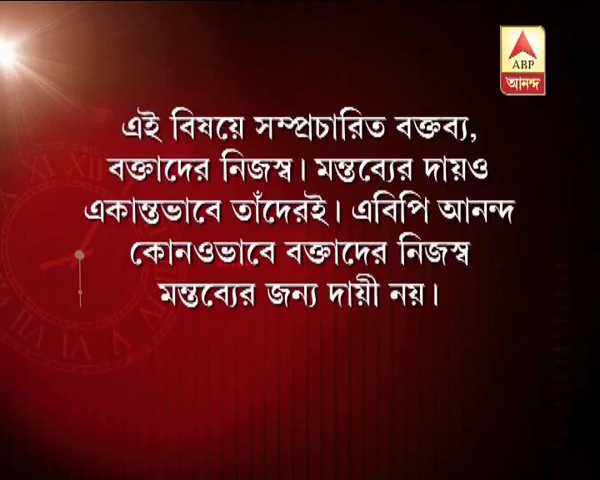 ABP
আনন্দ
এই বিষয়ে সম্প্রচারিত বক্তব্য,
বক্তাদের নিজস্ব। মন্তব্যের দায়ও
একান্তভাবে তাঁদেরই। এবিপি আনন্দ
কোনওভাবে বক্তাদের নিজস্ব
মন্তব্যের জন্য দায়ী নয়।